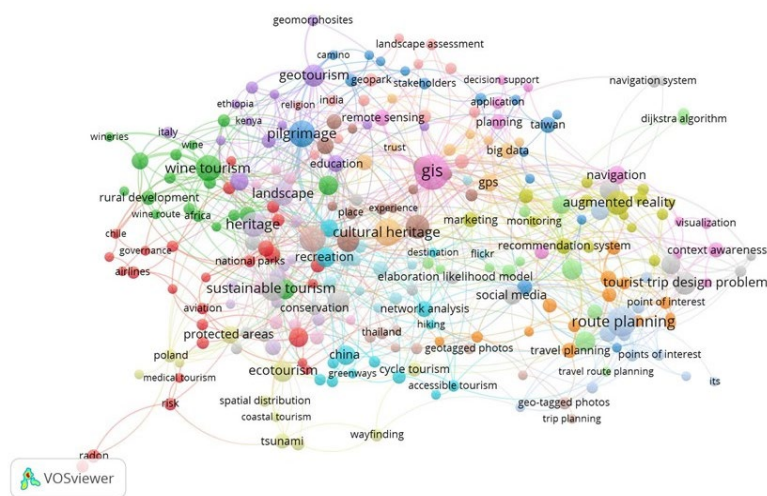 geomorphosites
camino
landscape assessment
geotourism
geopark
stakeholders
decision support
navigation system
ethiopia
religion
india
application
kenya
remote sensing
planning
taiwan
dijkstra algorithm
wineries
italy
pilgrimage
wine
trust
big data
wine tourism
education
gis
gps
navigation
rural development
landscape
augmented reality
wine route
africa
place
experience
marketing
monitoring
visualization
heritage
cultural heritage
chile
governance
national parks
recreation
destination
flickr
recommendation system
context awareness
airlines
sustainable tourism
elaboration likelihood model
tourist trip design problem
social media
point of interest
aviation
conservation
network analysis
hiking
route planning
protected areas
thailand
geotagged photos
travel planning
points of interest
poland
china
medical tourism
ecotourism
greenways
cycle tourism
accessible tourism
travel route planning
its
risk
spatial distribution
geo-tagged photos
coastal tourism
trip planning
tsunami
wayfinding
radon
VOSviewer